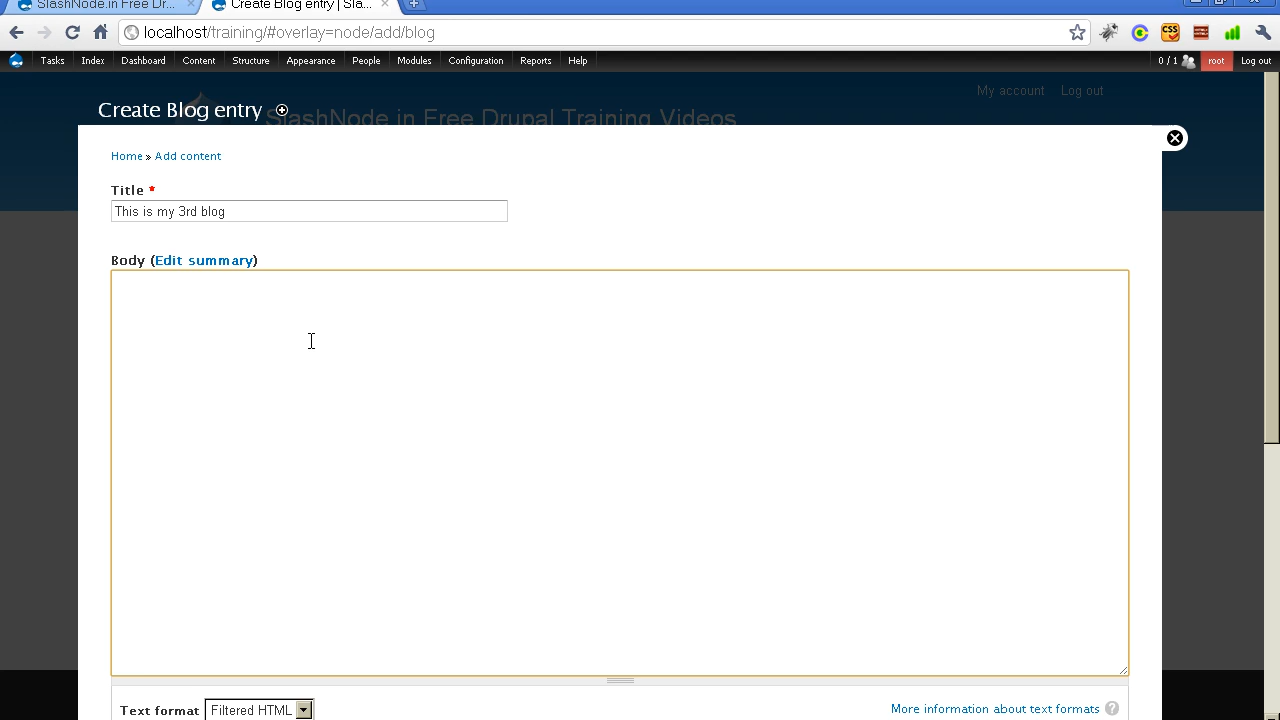 SlashNode in Free Dr...
Create Blog entry | Sla...
localhost/training/#overlay=node/add/blog
Tasks Index Dashboard Content Structure Appearance People Modules Configuration Reports Help 0 / 1 root Log out
My account Log out
Create Blog entry
SlashNode in Free Drupal Training Videos
Home » Add content
Title *
This is my 3rd blog
Body (Edit summary)
Text format Filtered HTML More information about text formats ?